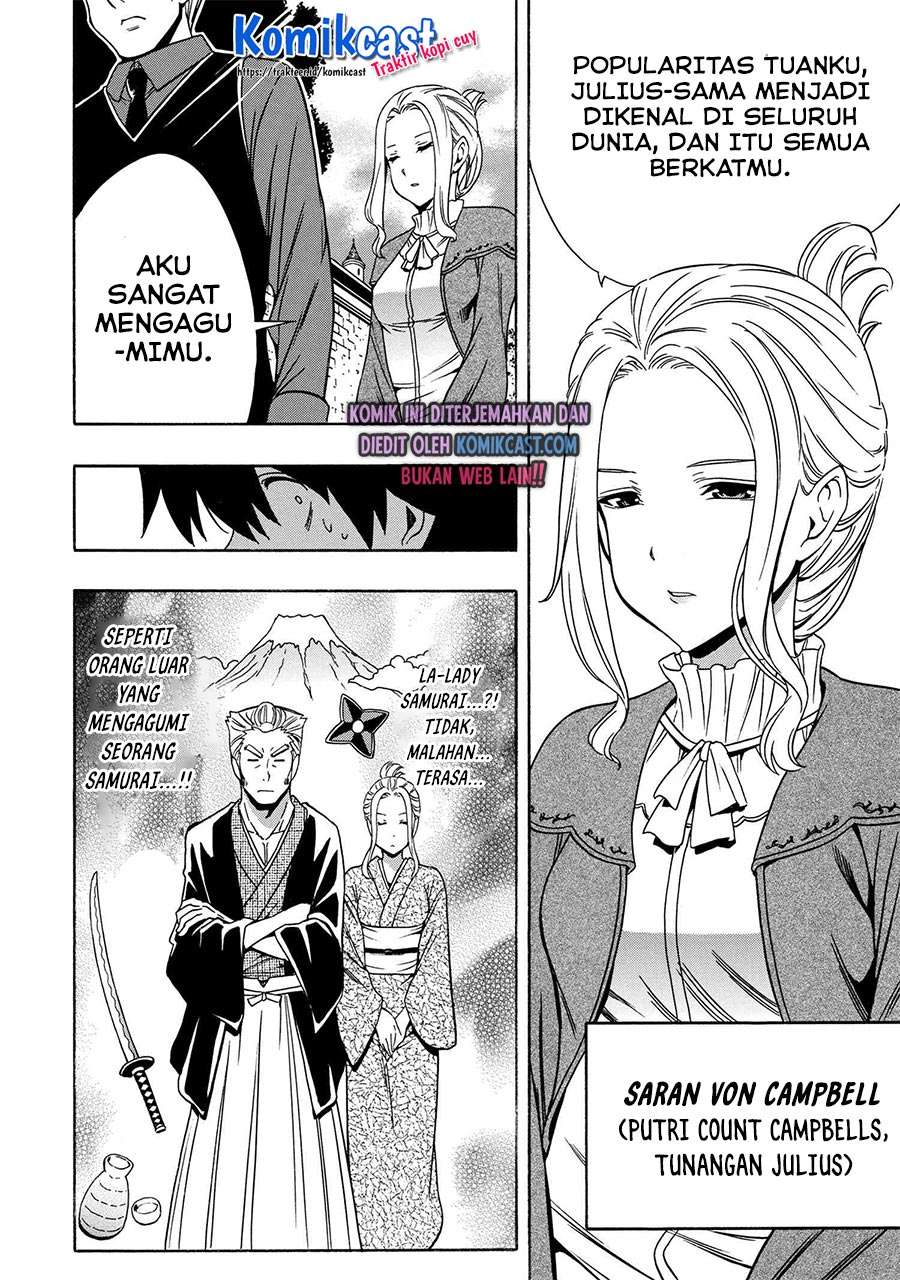 Komikcast
https://trakteer.id/komikcast
Traktir kopi cuy
POPULARITAS TUANKU,
JULIUS-SAMA MENJADI
DIKENAL DI SELURUH
DUNIA, DAN ITU SEMUA
BERKATMU.
AKU
SANGAT
MENGAGU
-MIMU.
KOMIK INI DITERJEMAHKAN DAN
DIEDIT OLEH KOMIKCAST.COM
BUKAN WEB LAIN!!
SARAN VON CAMPBELL
(PUTRI COUNT CAMPBELLS,
TUNANGAN JULIUS)
LA-LADY
SAMURAI...?!
TIDAK,
MALAHAN...
TERASA...
SEPERTI
ORANG LUAR
YANG
MENGAGUMI
SEORANG
SAMURAI....!!